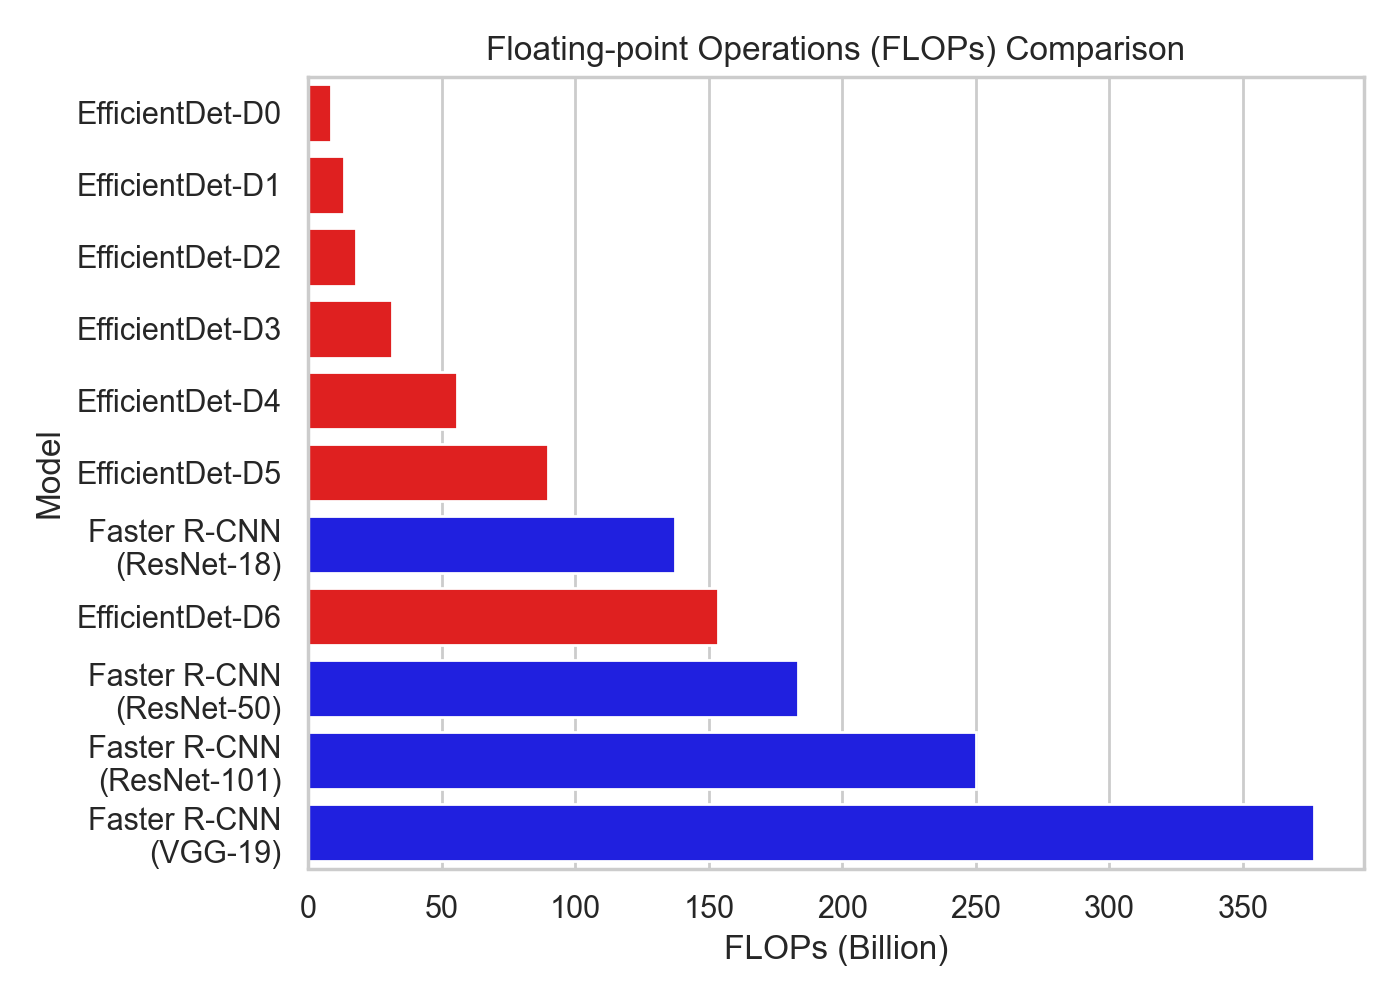 Floating-point Operations (FLOPs) Comparison
Model
EfficientDet-D0
EfficientDet-D1
EfficientDet-D2
EfficientDet-D3
EfficientDet-D4
EfficientDet-D5
Faster R-CNN
(ResNet-18)
EfficientDet-D6
Faster R-CNN
(ResNet-50)
Faster R-CNN
(ResNet-101)
Faster R-CNN
(VGG-19)
0 50 100 150 200 250 300 350
FLOPs (Billion)